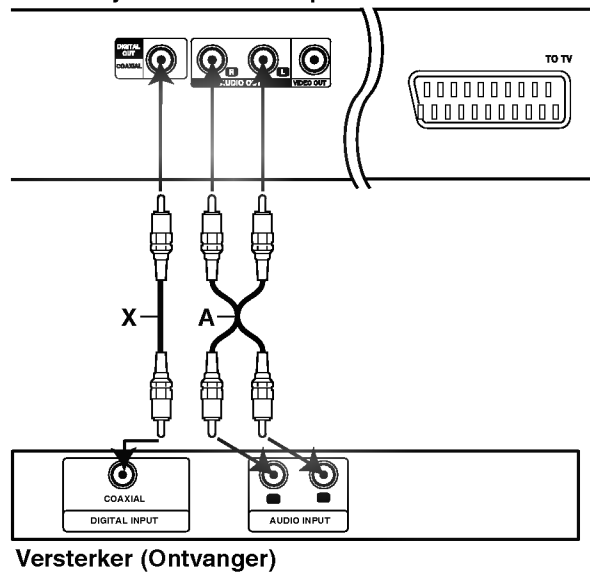 TO TV
DIGITAL OUT
COAXIAL
R
L
AUDIO OUT
VIDEO OUT
X
A
COAXIAL
DIGITAL INPUT
AUDIO INPUT
Versterker (Ontvanger)